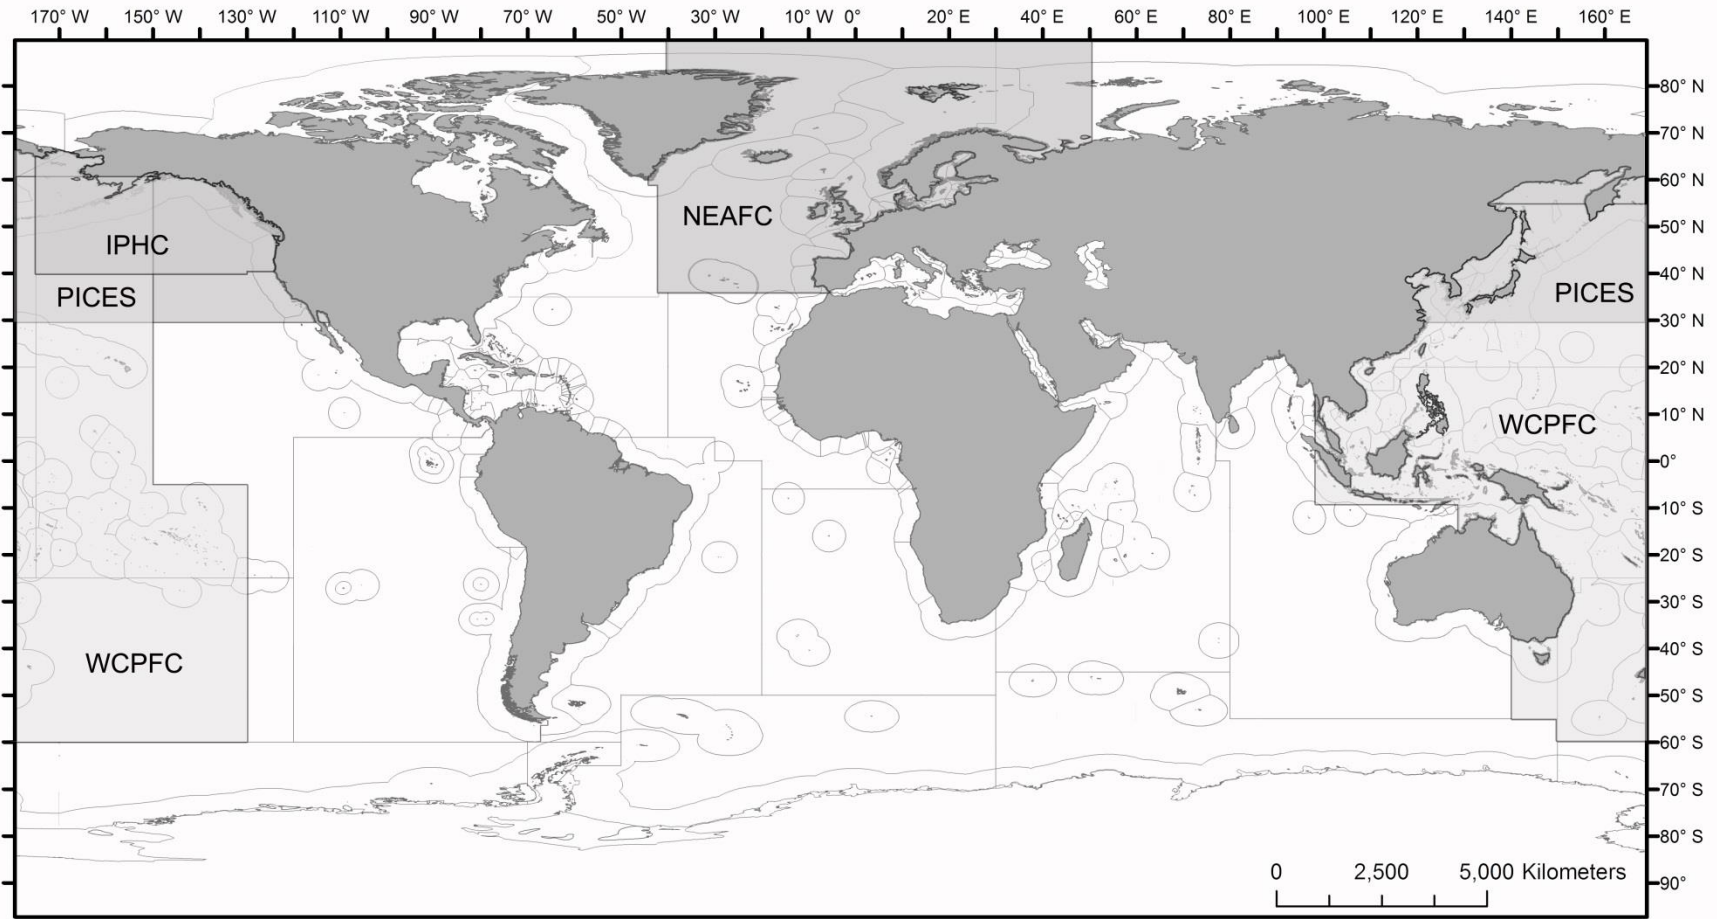 170° W 150° W 130° W 110° W 90° W 70° W 50° W 30° W 10° W 0° 20° E 40° E 60° E 80° E 100° E 120° E 140° E 160° E
80° N
70° N
60° N
NEAFC
50° N
IPHC
40° N
PICES
PICES
30° N
20° N
WCPFC
10° N
0°
10° S
20° S
30° S
WCPFC
40° S
50° S
60° S
70° S
80° S
0 2,500 5,000 Kilometers
90°